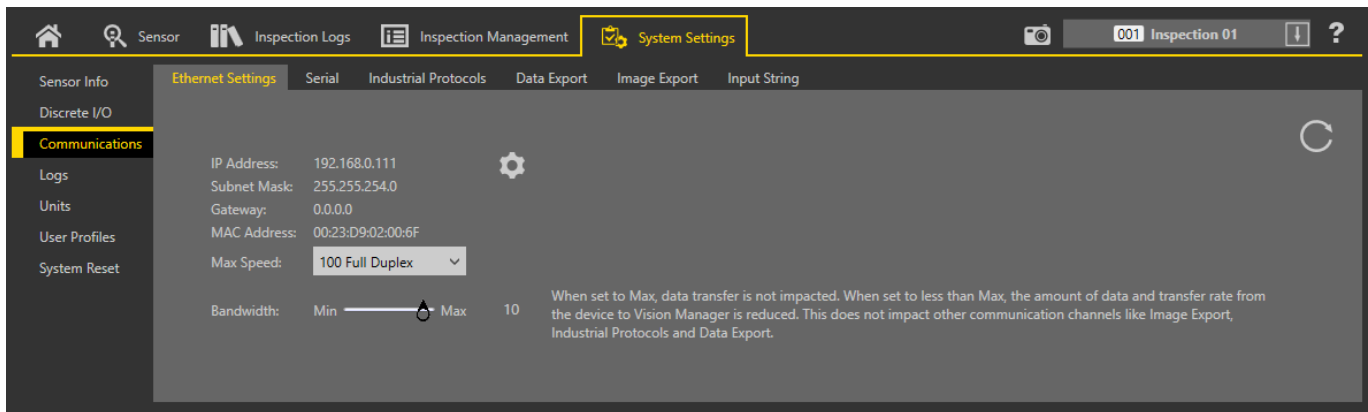 Sensor
Inspection Logs
Inspection Management
System Settings
001 Inspection 01
?
Sensor Info
Discrete I/O
Communications
Logs
Units
User Profiles
System Reset
Ethernet Settings
Serial
Industrial Protocols
Data Export
Image Export
Input String
IP Address: 192.168.0.111
Subnet Mask: 255.255.254.0
Gateway: 0.0.0.0
MAC Address: 00:23:D9:02:00:6F
Max Speed: 100 Full Duplex
Bandwidth: Min Max 10
When set to Max, data transfer is not impacted. When set to less than Max, the amount of data and transfer rate from
the device to Vision Manager is reduced. This does not impact other communication channels like Image Export,
Industrial Protocols and Data Export.